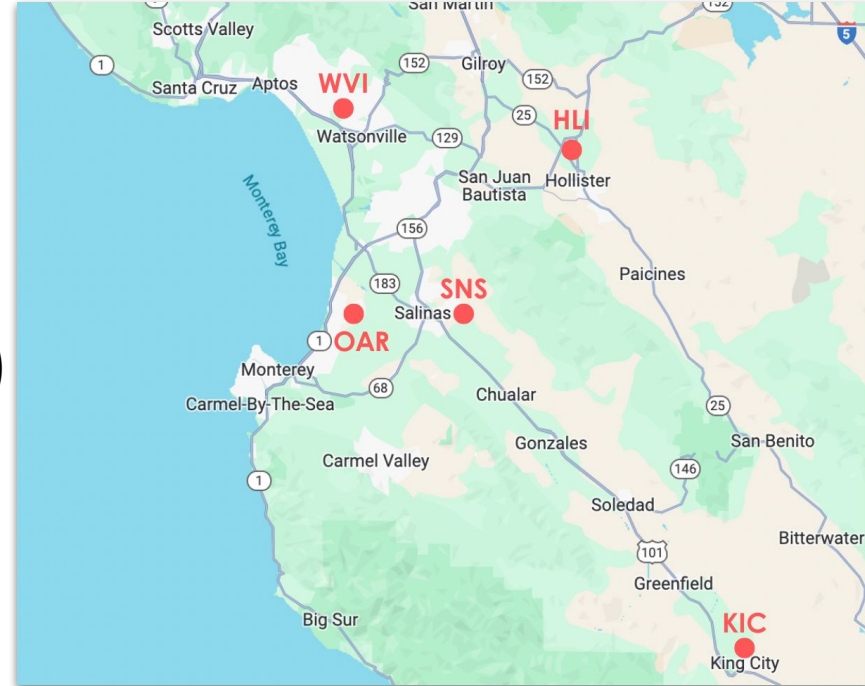 San Martin
152
Scotts Valley
5
1
152
Gilroy
152
Santa Cruz
Aptos
WVI
25
HLI
Watsonville
129
San Juan
Bautista
Hollister
Monterey Bay
156
Paicines
183
SNS
Salinas
1
OAR
Monterey
68
Chualar
Carmel-By-The-Sea
25
Gonzales
San Benito
Carmel Valley
146
1
Soledad
Bitterwater
101
Greenfield
Big Sur
KIC
King City